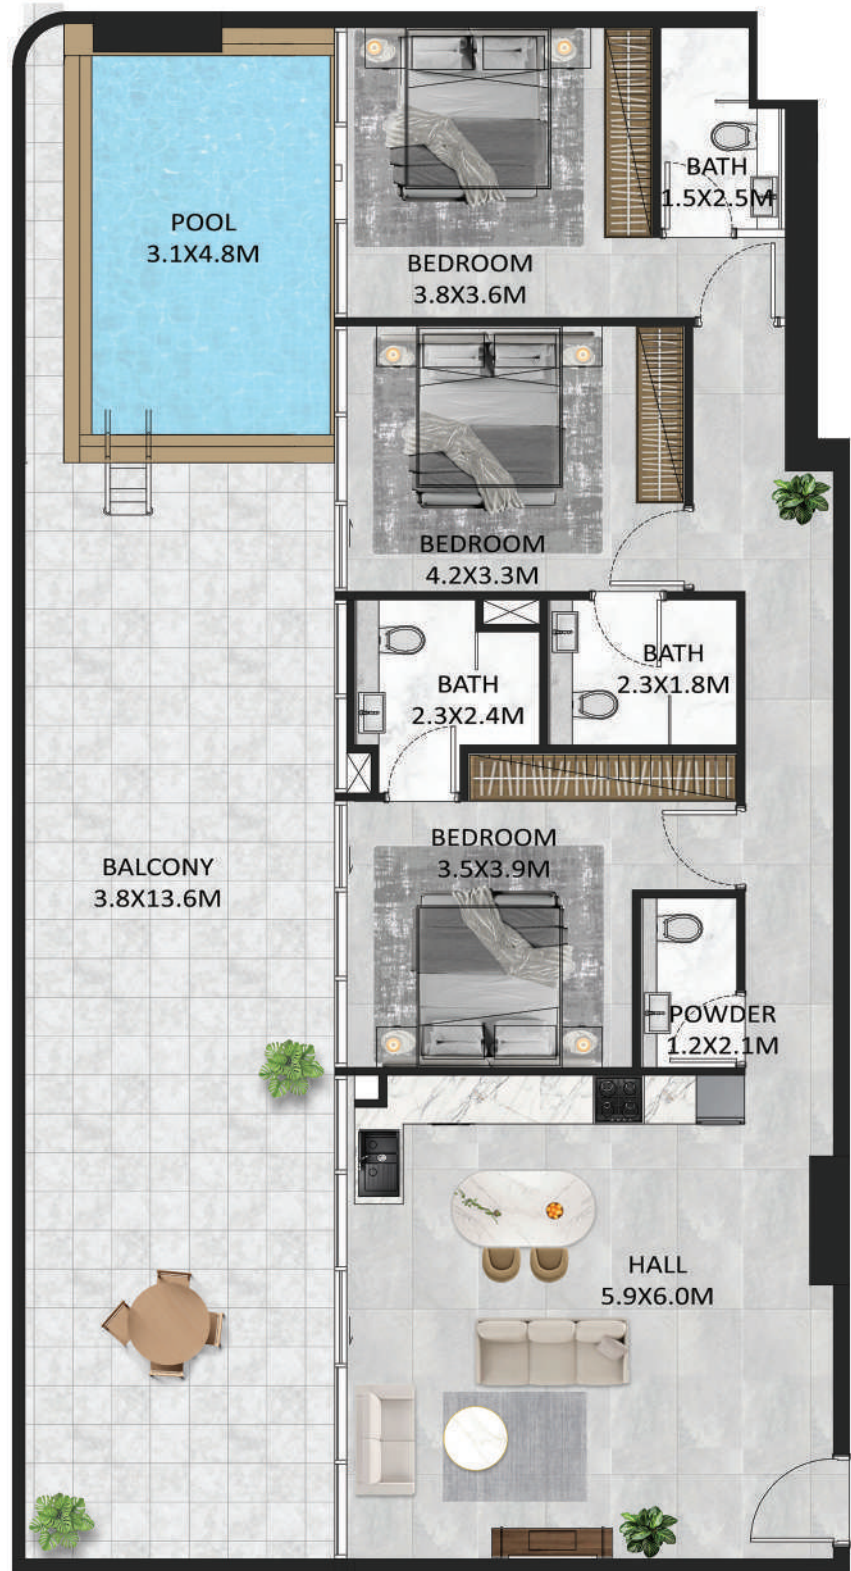 BATH
1.5X2.5M
POOL
3.1X4.8M
BEDROOM
3.8X3.6M
BEDROOM
4.2X3.3M
BATH
2.3X1.8M
BATH
2.3X2.4M
BEDROOM
3.5X3.9M
BALCONY
3.8X13.6M
POWDER
1.2X2.1M
HALL
5.9X6.0M